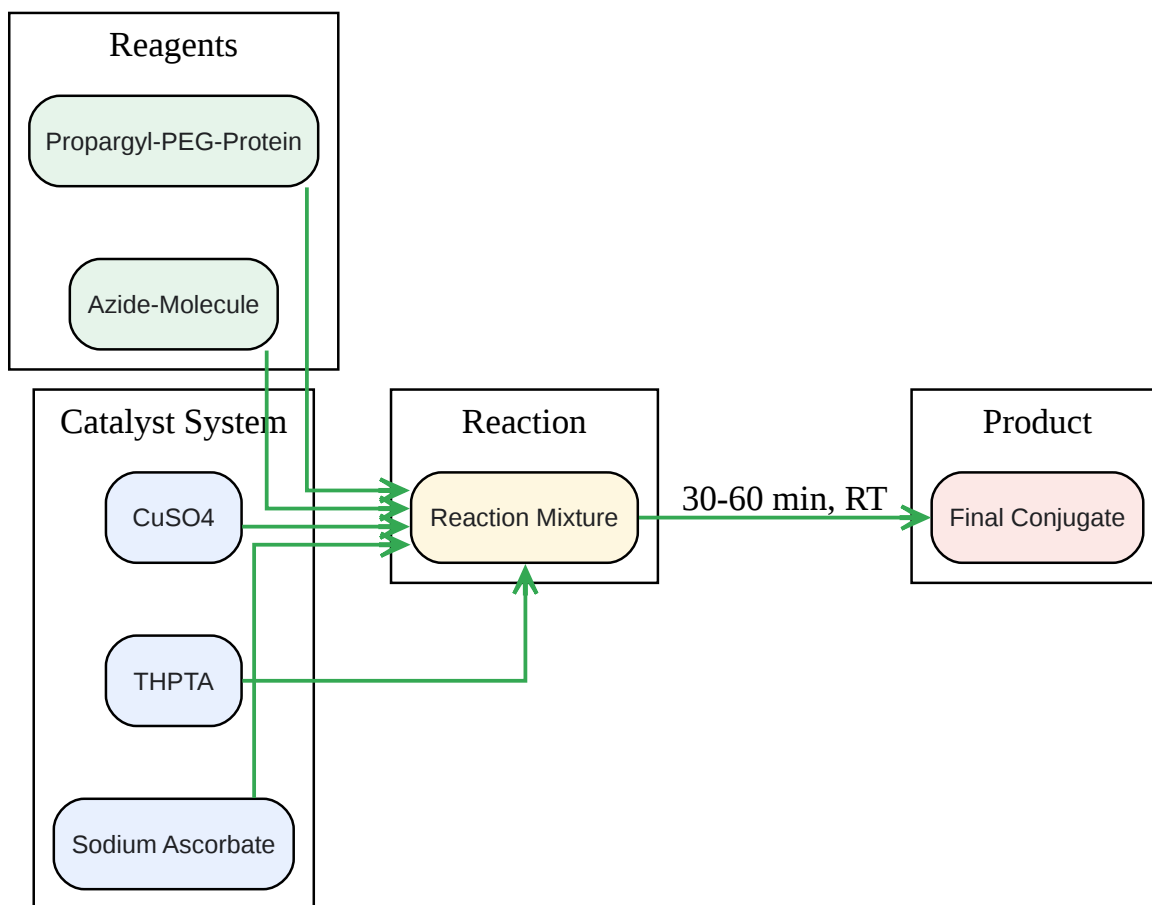 Reagents
Propargyl-PEG-Protein
Azide-Molecule
Catalyst System
CuSO4
THPTA
Sodium Ascorbate
Reaction
Reaction Mixture
30-60 min, RT
Product
Final Conjugate